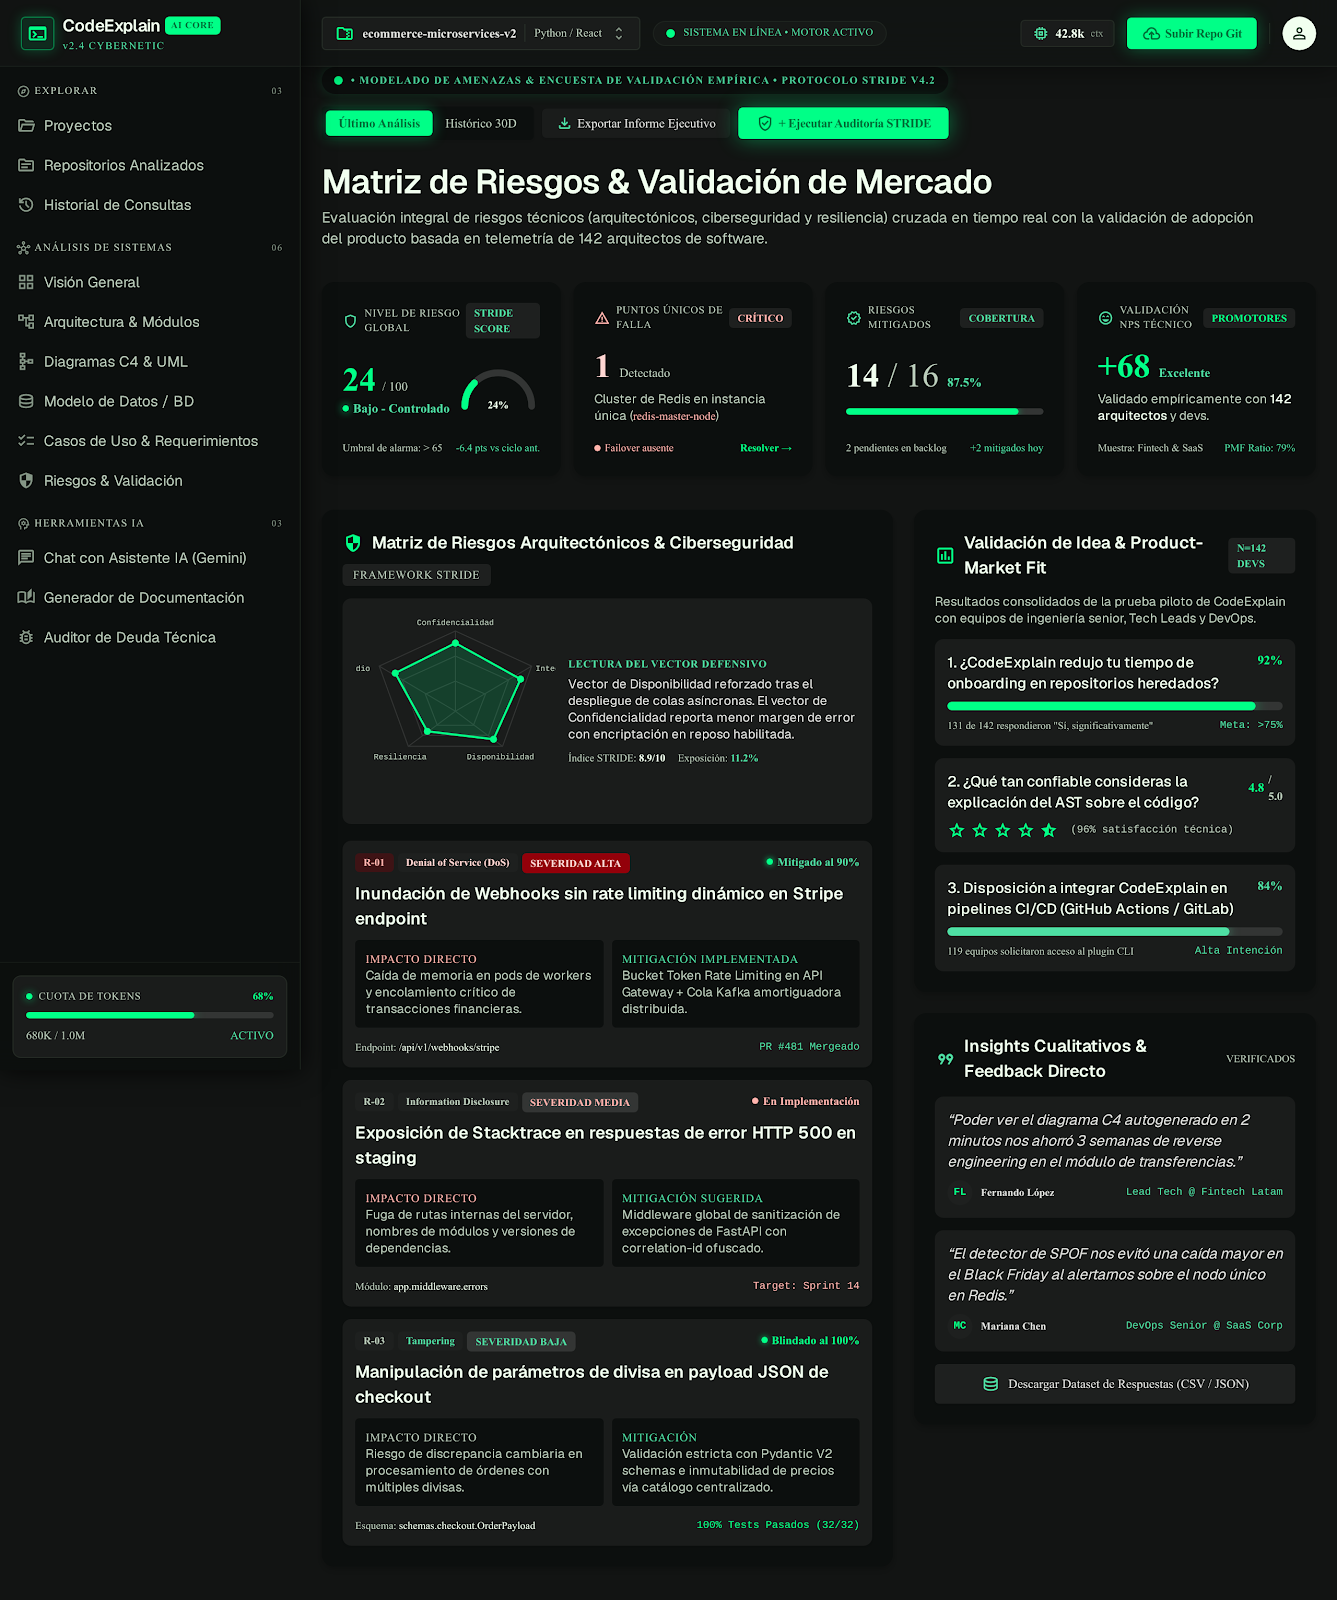 CodeExplain AI CORE
v2.4 CYBERNETIC
EXPLORAR 03
Proyectos
Repositorios Analizados
Historial de Consultas
ANÁLISIS DE SISTEMAS 06
Visión General
Arquitectura & Módulos
Diagramas C4 & UML
Modelo de Datos / BD
Casos de Uso & Requerimientos
Riesgos & Validación
HERRAMIENTAS IA 03
Chat con Asistente IA (Gemini)
Generador de Documentación
Auditor de Deuda Técnica
CUOTA DE TOKENS 68%
680K / 1.0M ACTIVO
ecommerce-microservices-v2 Python / React
SISTEMA EN LÍNEA • MOTOR ACTIVO
42.8k ctx
Subir Repo Git
• MODELADO DE AMENAZAS & ENCUESTA DE VALIDACIÓN EMPÍRICA • PROTOCOLO STRIDE V4.2
Último Análisis
Histórico 30D
Exportar Informe Ejecutivo
+ Ejecutar Auditoría STRIDE
Matriz de Riesgos & Validación de Mercado
Evaluación integral de riesgos técnicos (arquitectónicos, ciberseguridad y resiliencia) cruzada en tiempo real con la validación de adopción
del producto basada en telemetría de 142 arquitectos de software.
NIVEL DE RIESGO
GLOBAL
STRIDE
SCORE
24 / 100
Bajo - Controlado
24%
Umbral de alarma: > 65 -6.4 pts vs ciclo ant.
PUNTOS ÚNICOS DE
FALLA
CRÍTICO
1 Detectado
Cluster de Redis en instancia
única (redis-master-node)
Failover ausente Resolver →
RIESGOS
MITIGADOS
COBERTURA
14 / 16 87.5%
2 pendientes en backlog +2 mitigados hoy
VALIDACIÓN
NPS TÉCNICO
PROMOTORES
+68 Excelente
Validado empíricamente con 142
arquitectos y devs.
Muestra: Fintech & SaaS PMF Ratio: 79%
Matriz de Riesgos Arquitectónicos & Ciberseguridad
FRAMEWORK STRIDE
Confidencialidad
dio
Inte
Resiliencia
Disponibilidad
LECTURA DEL VECTOR DEFENSIVO
Vector de Disponibilidad reforzado tras el
despliegue de colas asíncronas. El vector de
Confidencialidad reporta menor margen de error
con encriptación en reposo habilitada.
Índice STRIDE: 8.9/10 Exposición: 11.2%
R-01 Denial of Service (DoS) SEVERIDAD ALTA Mitigado al 90%
Inundación de Webhooks sin rate limiting dinámico en Stripe
endpoint
IMPACTO DIRECTO
Caída de memoria en pods de workers
y encolamiento crítico de
transacciones financieras.
MITIGACIÓN IMPLEMENTADA
Bucket Token Rate Limiting en API
Gateway + Cola Kafka amortiguadora
distribuida.
Endpoint: /api/v1/webhooks/stripe PR #481 Mergeado
R-02 Information Disclosure SEVERIDAD MEDIA En Implementación
Exposición de Stacktrace en respuestas de error HTTP 500 en
staging
IMPACTO DIRECTO
Fuga de rutas internas del servidor,
nombres de módulos y versiones de
dependencias.
MITIGACIÓN SUGERIDA
Middleware global de sanitización de
excepciones de FastAPI con
correlation-id ofuscado.
Módulo: app.middleware.errors Target: Sprint 14
R-03 Tampering SEVERIDAD BAJA Blindado al 100%
Manipulación de parámetros de divisa en payload JSON de
checkout
IMPACTO DIRECTO
Riesgo de discrepancia cambiaria en
procesamiento de órdenes con
múltiples divisas.
MITIGACIÓN
Validación estricta con Pydantic V2
schemas e inmutabilidad de precios
vía catálogo centralizado.
Esquema: schemas.checkout.OrderPayload 100% Tests Pasados (32/32)
Validación de Idea & Product-
Market Fit
N=142
DEVS
Resultados consolidados de la prueba piloto de CodeExplain
con equipos de ingeniería senior, Tech Leads y DevOps.
1. ¿CodeExplain redujo tu tiempo de
onboarding en repositorios heredados?
92%
131 de 142 respondieron "Sí, significativamente" Meta: >75%
2. ¿Qué tan confiable consideras la
explicación del AST sobre el código?
4.8 / 5.0
(96% satisfacción técnica)
3. Disposición a integrar CodeExplain en
pipelines CI/CD (GitHub Actions / GitLab)
84%
119 equipos solicitaron acceso al plugin CLI Alta Intención
Insights Cualitativos &
Feedback Directo
VERIFICADOS
“Poder ver el diagrama C4 autogenerado en 2
minutos nos ahorró 3 semanas de reverse
engineering en el módulo de transferencias.”
FL Fernando López Lead Tech @ Fintech Latam
“El detector de SPOF nos evitó una caída mayor en
el Black Friday al alertarnos sobre el nodo único
en Redis.”
MC Mariana Chen DevOps Senior @ SaaS Corp
Descargar Dataset de Respuestas (CSV / JSON)